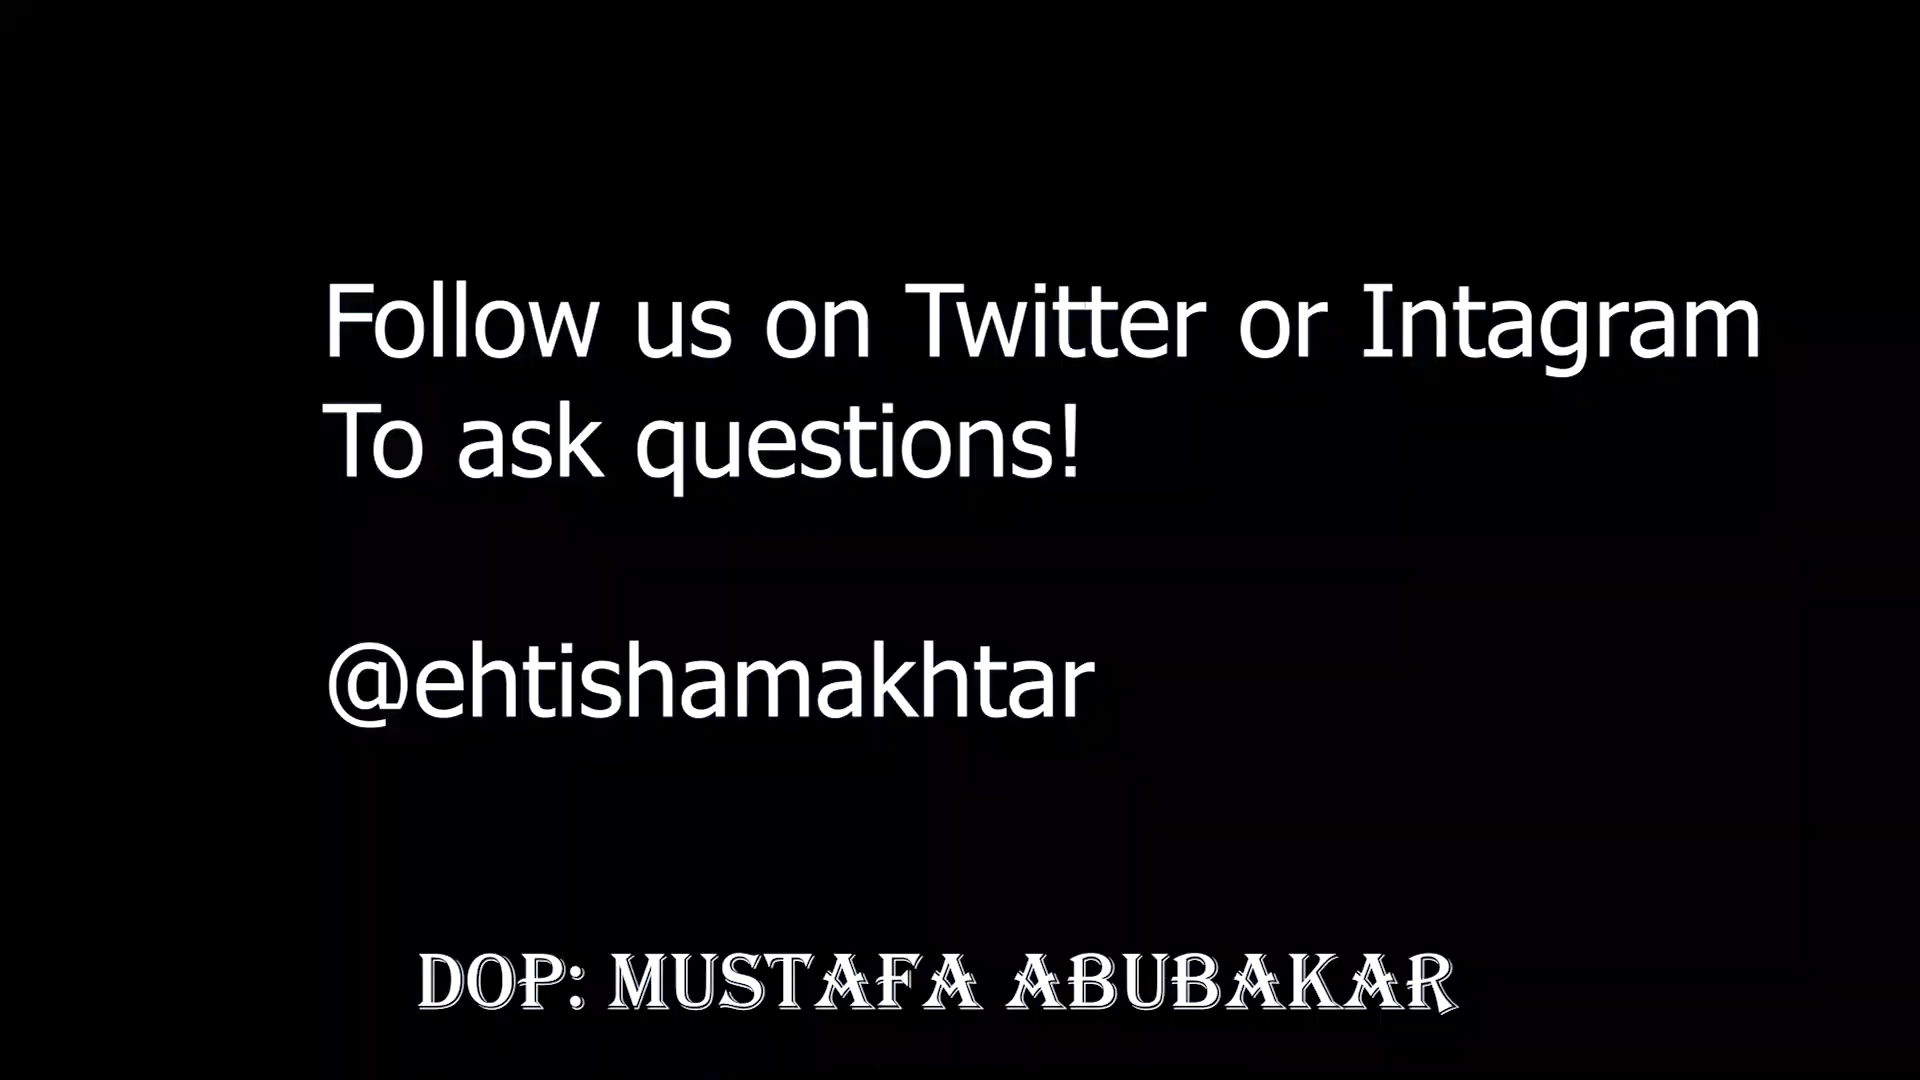 Follow us on Twitter or Intagram
To ask questions!
@ehtishamakhtar
DOP: MUSTAFA ABUBAKAR